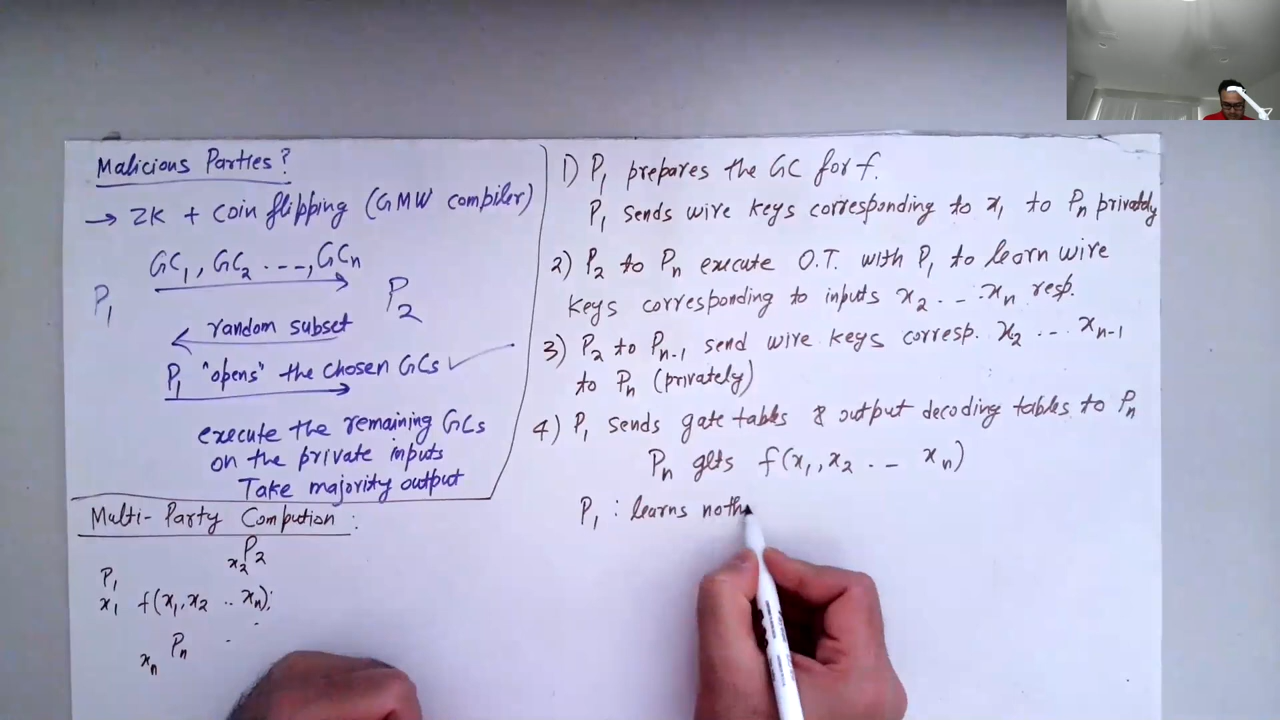 Malicious Parties?
→ ZK + Coin flipping (GMW compiler)
GC1, GC2 ---, GCn
P1
P2
random subset
P1 "opens" the chosen GCs ✓
execute the remaining GCs
on the private inputs
Take majority output
Multi-Party Compution:
P2
x2
P1
x1 f(x1,x2 .. xn);
Pn
xn
1) P1 prepares the GC for f.
P1 sends wire keys corresponding to x1 to Pn privately
2) P2 to Pn execute O.T. with P1 to learn wire
keys corresponding to inputs x2 - - . xn resp.
3) P2 to Pn-1 send wire keys corresp. x2 ... xn-1
to Pn (privately)
4) P1 sends gate tables & output decoding tables to Pn
Pn gets f(x1,x2 .. - xn)
P1 : learns noth